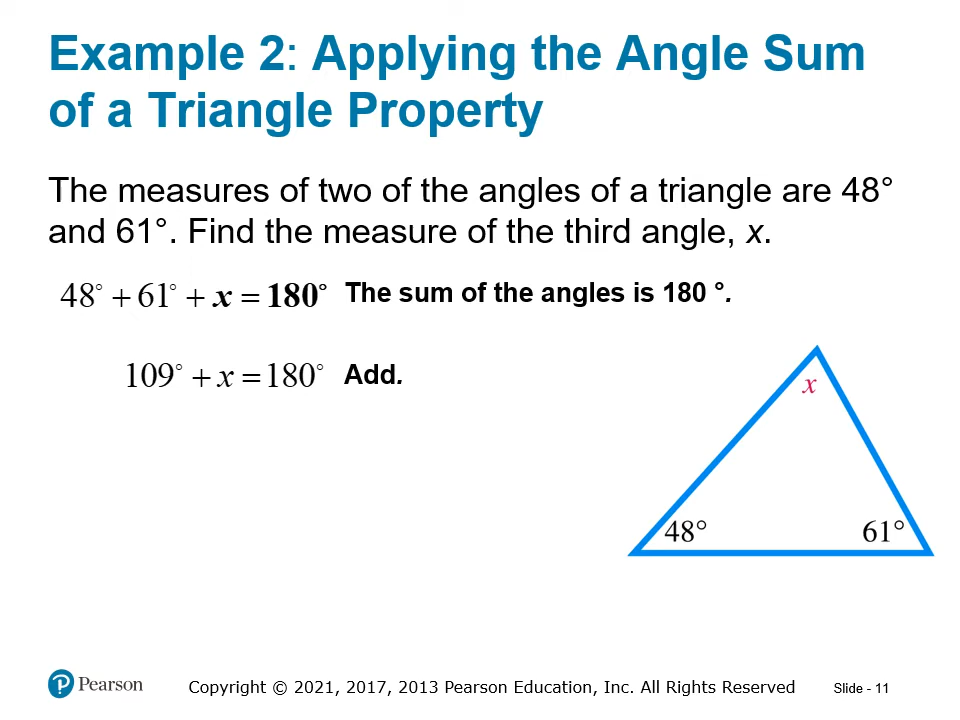 Example 2: Applying the Angle Sum
of a Triangle Property
The measures of two of the angles of a triangle are 48°
and 61°. Find the measure of the third angle, x.
48° + 61° + x = 180° The sum of the angles is 180 °.
109° + x = 180° Add.
x
48° 61°
Pearson Copyright © 2021, 2017, 2013 Pearson Education, Inc. All Rights Reserved Slide - 11